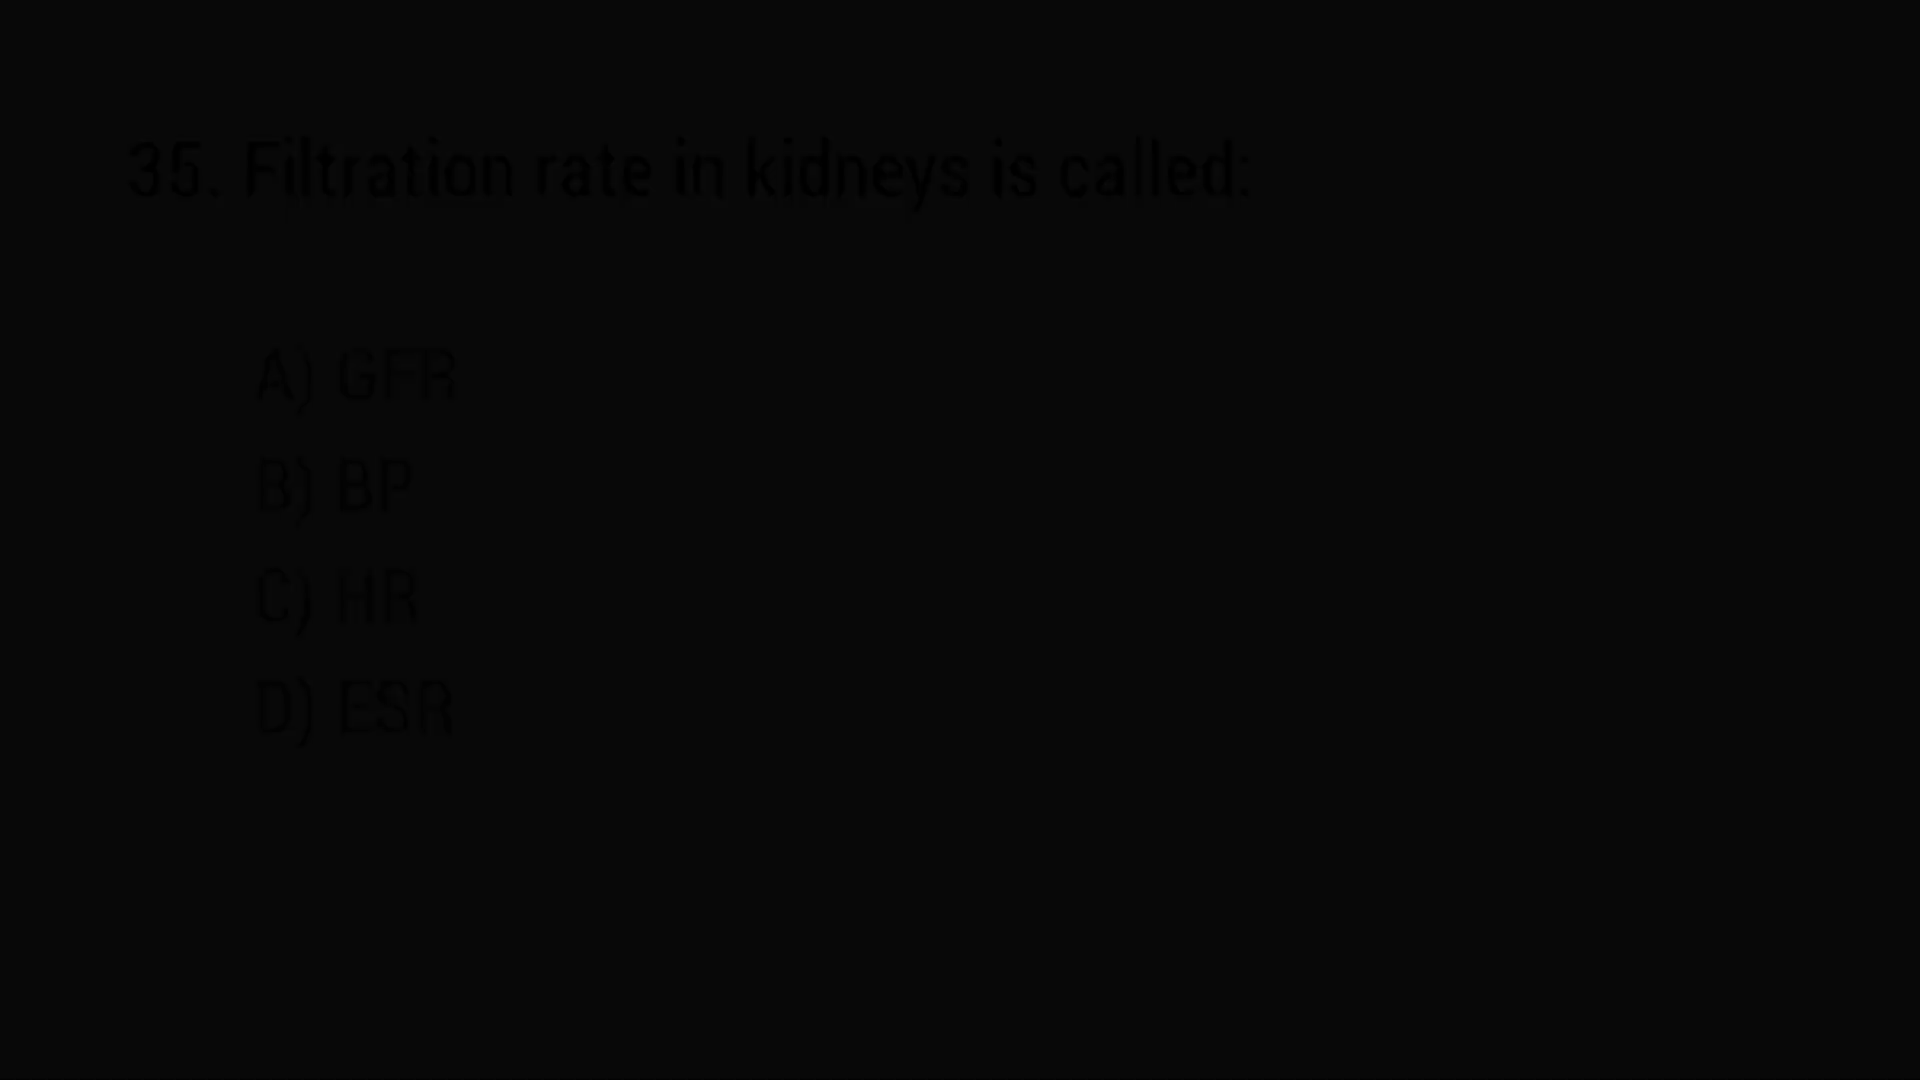 35. Filtration rate in kidneys is called:
A) GFR
B) BP
C) HR
D) ESR